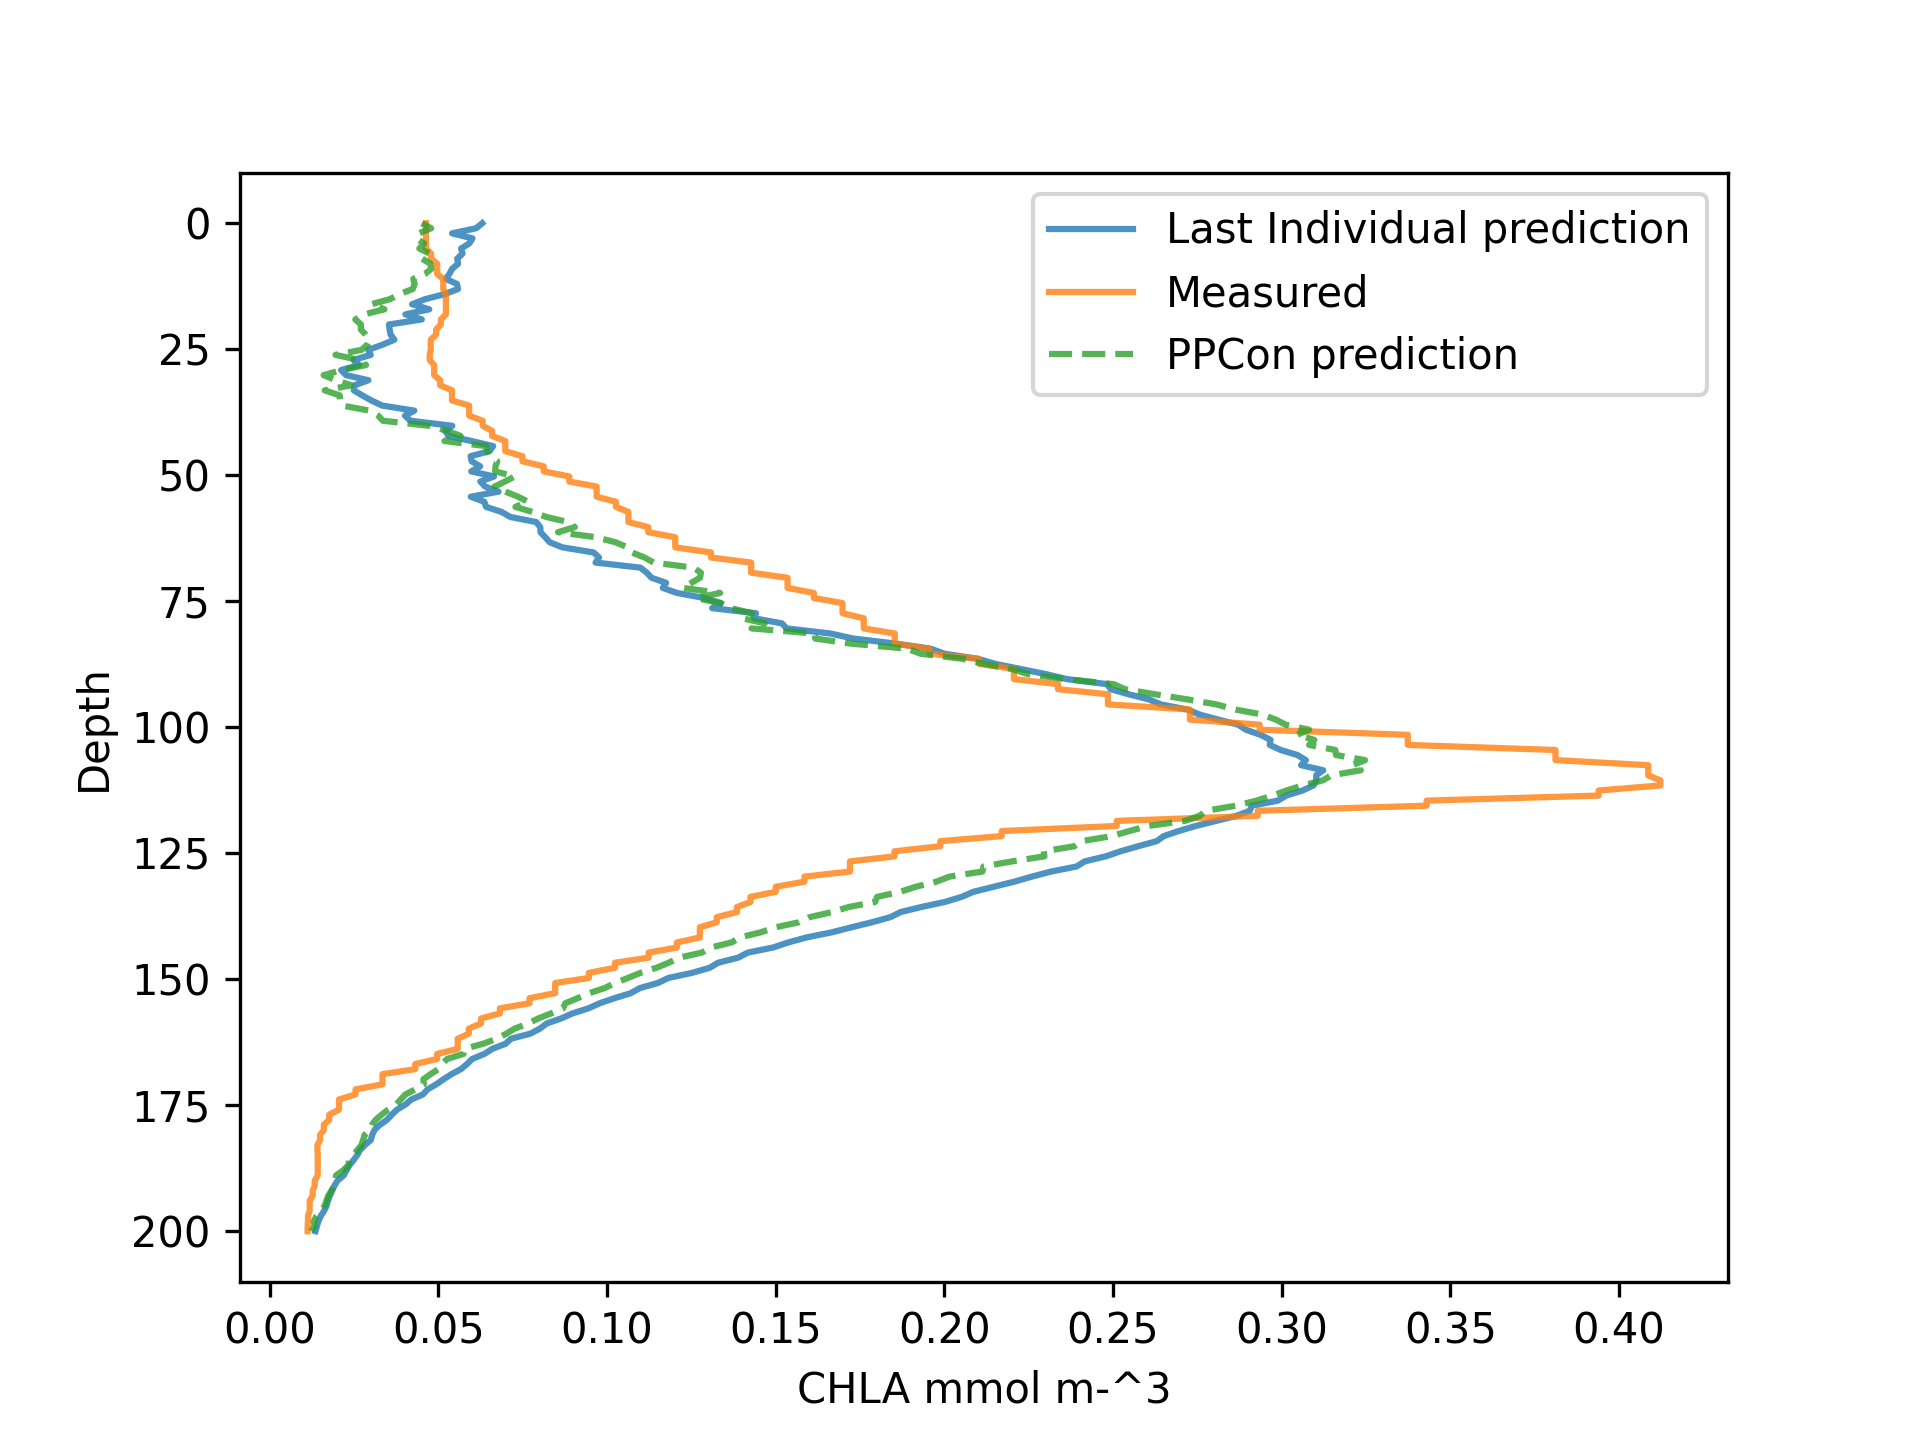 Last Individual prediction
Measured
PPCon prediction
Depth
0
25
50
75
100
125
150
175
200
0.00 0.05 0.10 0.15 0.20 0.25 0.30 0.35 0.40
CHLA mmol m-^3